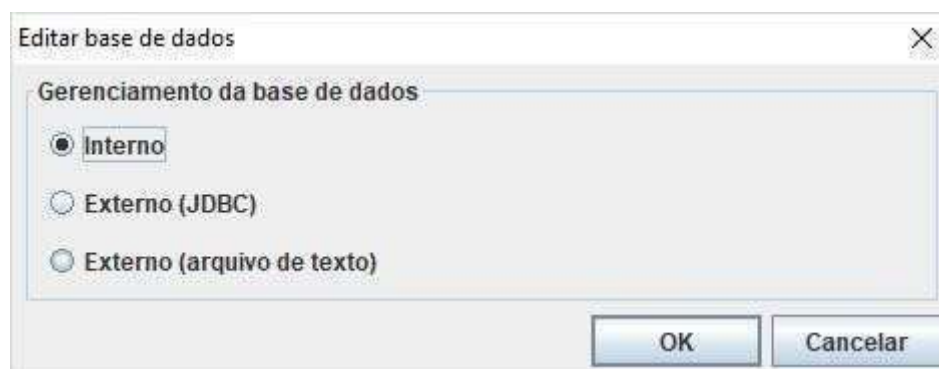 Editar base de dados
Gerenciamento da base de dados
Interno
Externo (JDBC)
Externo (arquivo de texto)
OK
Cancelar